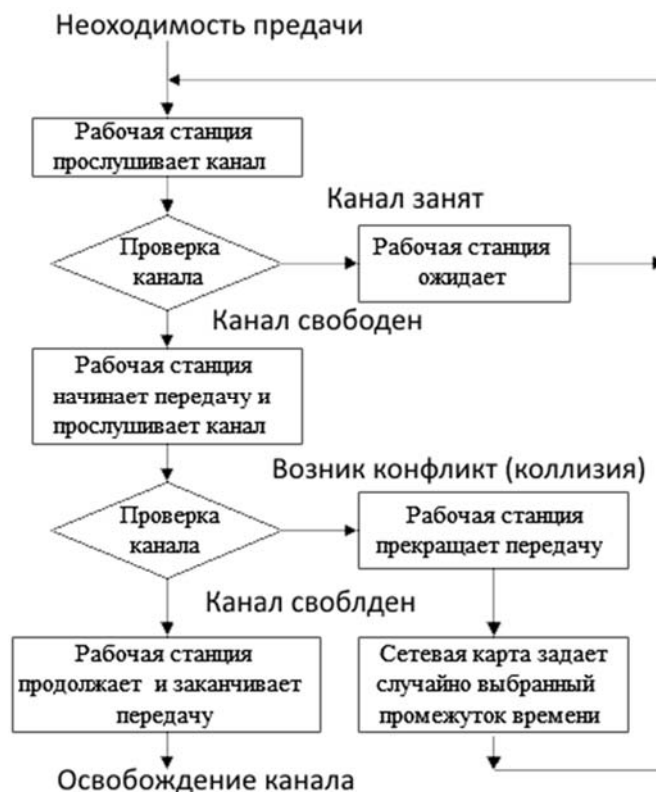 Неоходимость предачи
Рабочая станция
прослушивает канал
Канал занят
Проверка
канала
Рабочая станция
ожидает
Канал свободен
Рабочая станция
начинает передачу и
прослушивает канал
Возник конфликт (коллизия)
Проверка
канала
Рабочая станция
прекращает передачу
Канал своблден
Рабочая станция
продолжает и заканчивает
передачу
Сетевая карта задает
случайно выбранный
промежуток времени
Освобождение канала